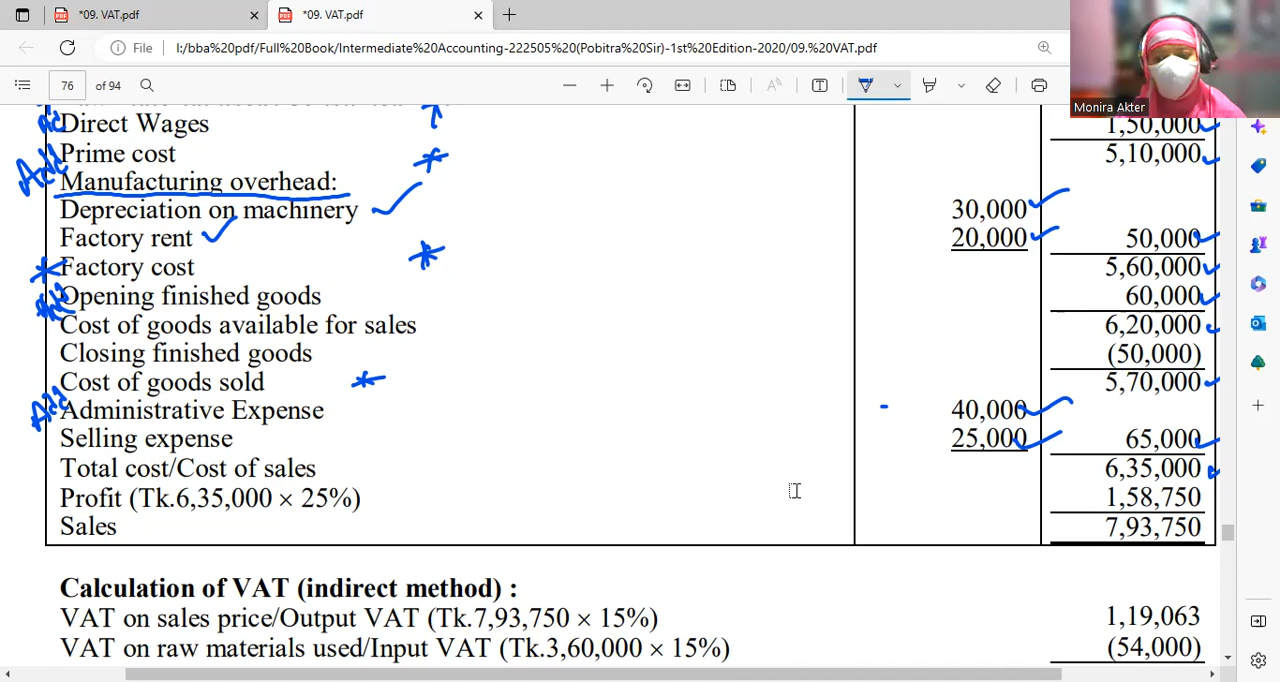 *09. VAT.pdf
*09. VAT.pdf
File I:/bba%20pdf/Full%20Book/Intermediate%20Accounting-222505%20(Pobitra%20Sir)-1st%20Edition-2020/09.%20VAT.pdf
76 of 94
Monira Akter
Direct Wages 1,50,000
Prime cost 5,10,000
Add
Manufacturing overhead:
Depreciation on machinery 30,000
Factory rent 20,000 50,000
Factory cost 5,60,000
Opening finished goods 60,000
Cost of goods available for sales 6,20,000
Closing finished goods (50,000)
Cost of goods sold 5,70,000
Add
Administrative Expense 40,000
Selling expense 25,000 65,000
Total cost/Cost of sales 6,35,000
Profit (Tk.6,35,000 × 25%) 1,58,750
Sales 7,93,750
Calculation of VAT (indirect method) :
VAT on sales price/Output VAT (Tk.7,93,750 × 15%) 1,19,063
VAT on raw materials used/Input VAT (Tk.3,60,000 × 15%) (54,000)